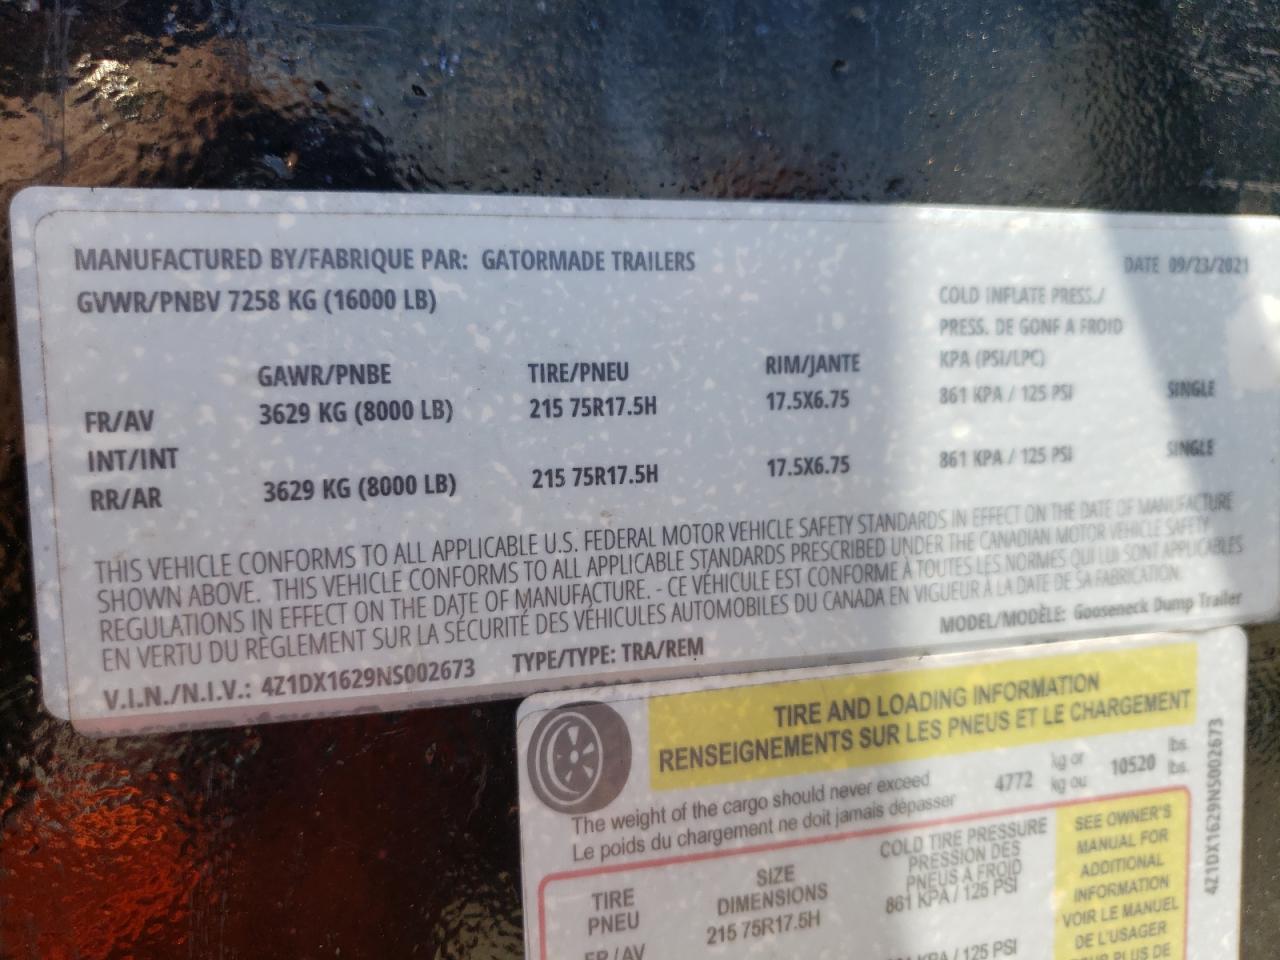 MANUFACTURED BY/FABRIQUE PAR: GATORMADE TRAILERS DATE 09/23/2021
GVWR/PNBV 7258 KG (16000 LB)
COLD INFLATE PRESS./
PRESS. DE GONF A FROID
GAWR/PNBE TIRE/PNEU RIM/JANTE KPA (PSI/LPC)
FR/AV 3629 KG (8000 LB) 215 75R17.5H 17.5X6.75 861 KPA / 125 PSI SINGLE
INT/INT
RR/AR 3629 KG (8000 LB) 215 75R17.5H 17.5X6.75 861 KPA / 125 PSI SINGLE
THIS VEHICLE CONFORMS TO ALL APPLICABLE U.S. FEDERAL MOTOR VEHICLE SAFETY STANDARDS IN EFFECT ON THE DATE OF MANUFACTURE
SHOWN ABOVE. THIS VEHICLE CONFORMS TO ALL APPLICABLE STANDARDS PRESCRIBED UNDER THE CANADIAN MOTOR VEHICLE SAFETY
REGULATIONS IN EFFECT ON THE DATE OF MANUFACTURE. - CE VÉHICULE EST CONFORME À TOUTES LES NORMES QUI LUI SONT APPLICABLES
EN VERTU DU RÈGLEMENT SUR LA SÉCURITÉ DES VÉHICULES AUTOMOBILES DU CANADA EN VIGUEUR À LA DATE DE SA FABRICATION.
V.I.N./N.I.V.: 4Z1DX1629NS002673 TYPE/TYPE: TRA/REM MODEL/MODÈLE: Gooseneck Dump Trailer
TIRE AND LOADING INFORMATION
RENSEIGNEMENTS SUR LES PNEUS ET LE CHARGEMENT
The weight of the cargo should never exceed 4772 kg or 10520 lbs.
Le poids du chargement ne doit jamais dépasser kg ou lbs.
TIRE SIZE COLD TIRE PRESSURE
PNEU DIMENSIONS PRESSION DES
PNEUS A FROID
215 75R17.5H 861 KPA / 125 PSI
FR/AV
KPA / 125 PSI
SEE OWNER'S
MANUAL FOR
ADDITIONAL
INFORMATION
VOIR LE MANUEL
DE L'USAGER
PLUS DE
4Z1DX1629NS002673